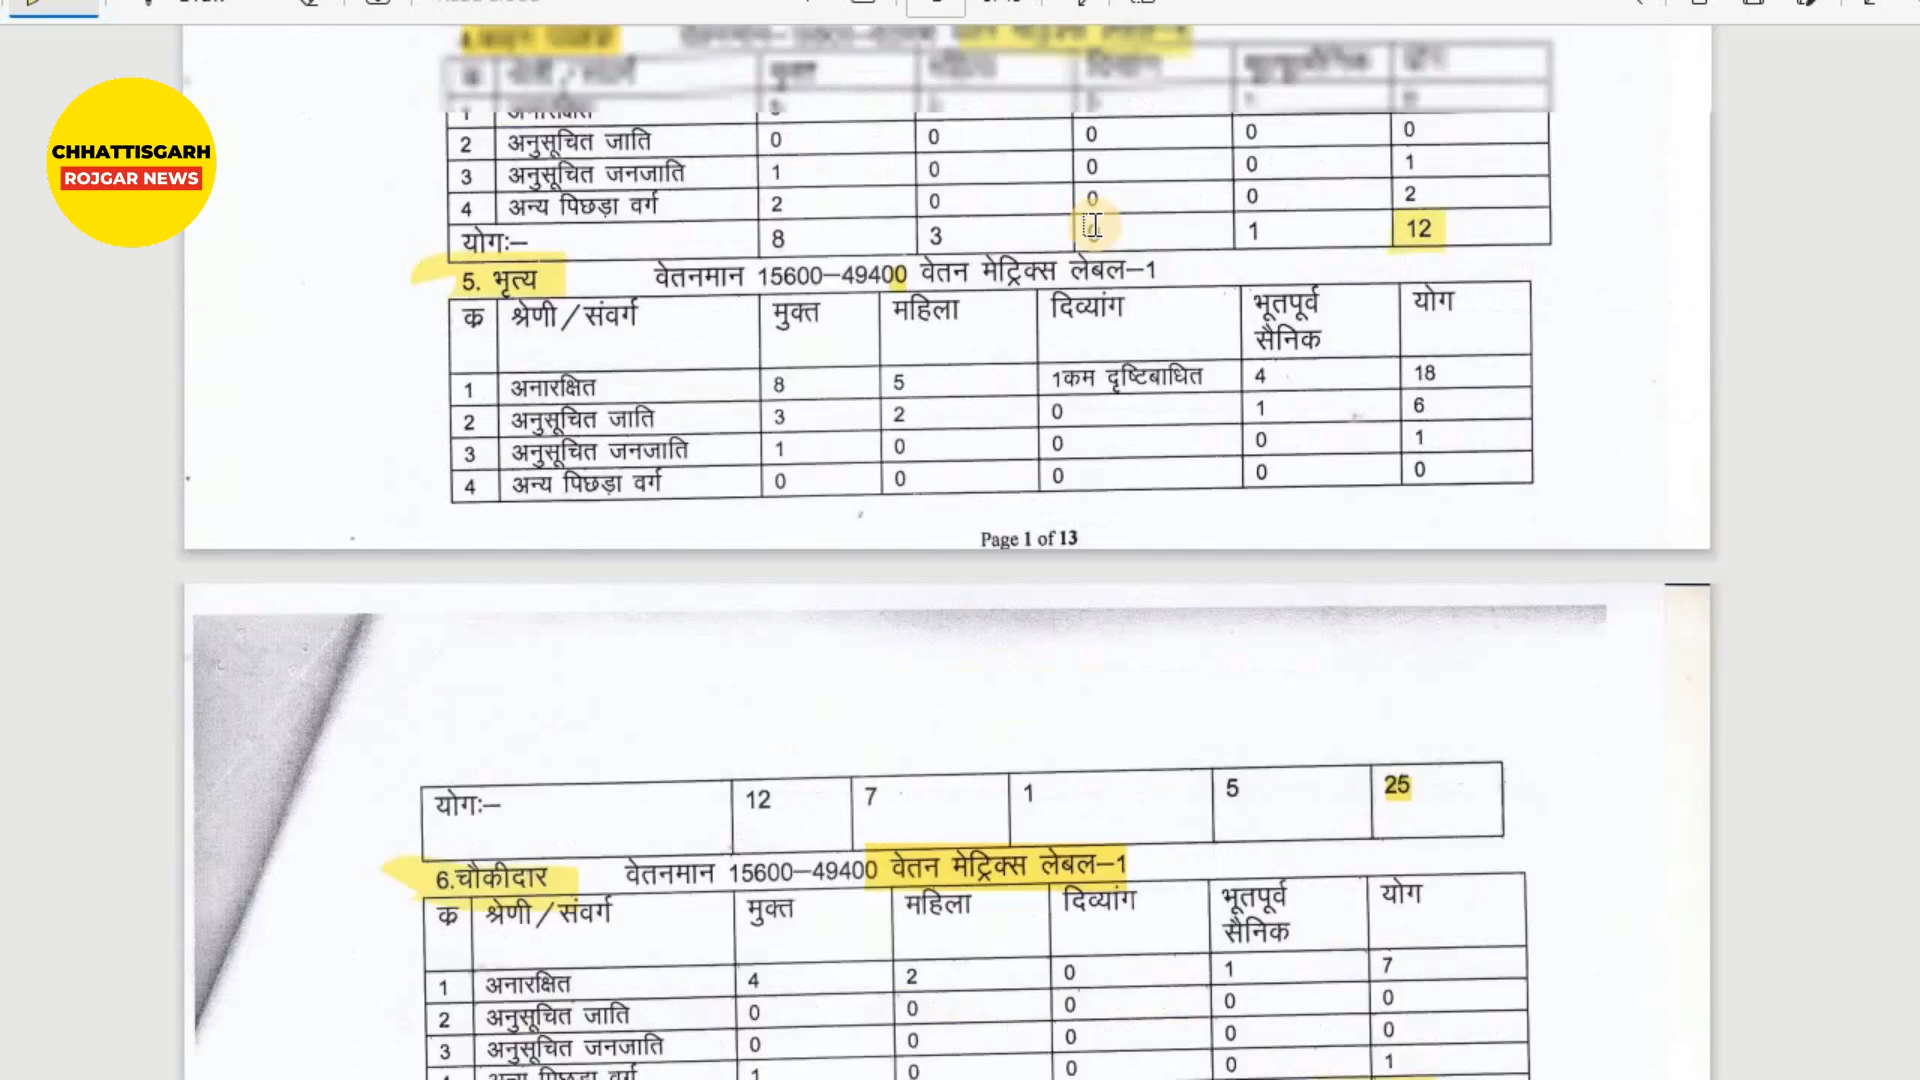 CHHATTISGARH
ROJGAR NEWS
2 अनुसूचित जाति 0 0 0 0 0
3 अनुसूचित जनजाति 1 0 0 0 1
4 अन्य पिछड़ा वर्ग 2 0 0 0 2
योगः– 8 3 1 12
5. भृत्य वेतनमान 15600–49400 वेतन मेट्रिक्स लेबल–1
क्र श्रेणी/संवर्ग मुक्त महिला दिव्यांग भूतपूर्व सैनिक योग
1 अनारक्षित 8 5 1कम दृष्टिबाधित 4 18
2 अनुसूचित जाति 3 2 0 1 6
3 अनुसूचित जनजाति 1 0 0 0 1
4 अन्य पिछड़ा वर्ग 0 0 0 0 0
Page 1 of 13
योगः– 12 7 1 5 25
6.चौकीदार वेतनमान 15600–49400 वेतन मेट्रिक्स लेबल–1
क्र श्रेणी/संवर्ग मुक्त महिला दिव्यांग भूतपूर्व सैनिक योग
1 अनारक्षित 4 2 0 1 7
2 अनुसूचित जाति 0 0 0 0 0
3 अनुसूचित जनजाति 0 0 0 0 0
1 0 0 0 1